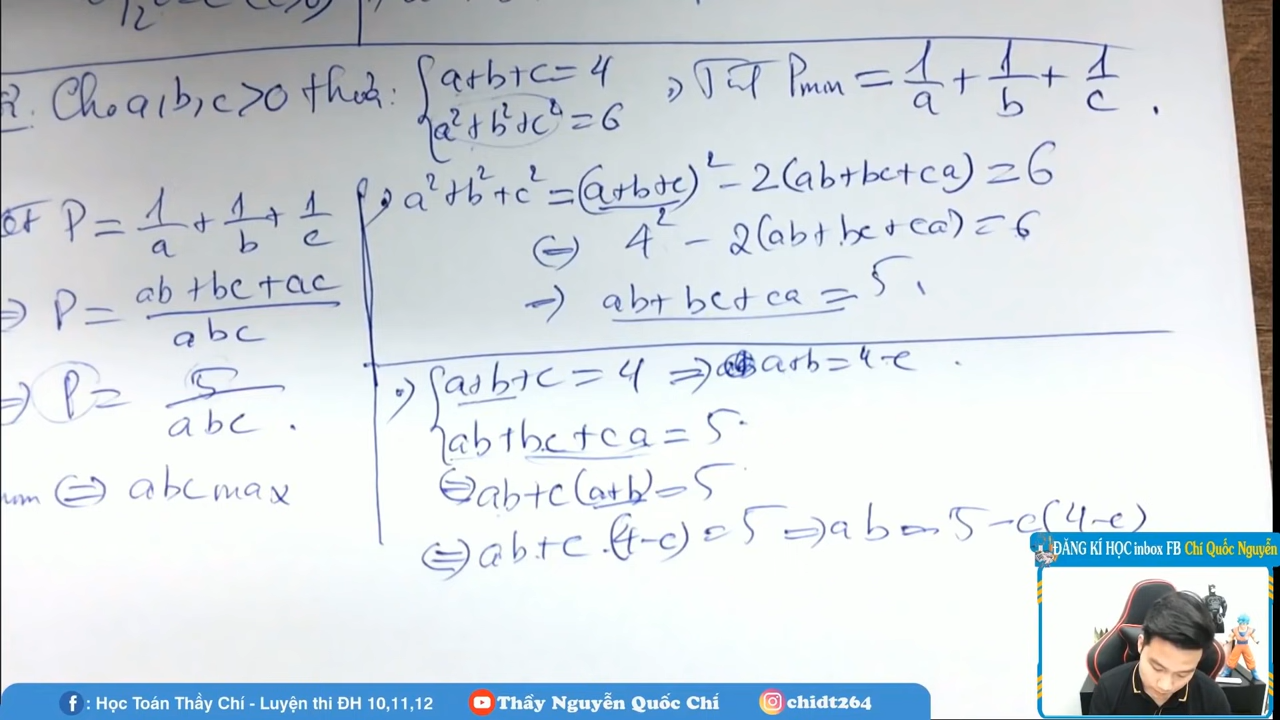 2. Cho a,b,c >0 thoả: { a+b+c = 4 ; Tìm Pmin = 1/a + 1/b + 1/c .
a²+b²+c² = 6
P = 1/a + 1/b + 1/c
⇒ P = (ab+bc+ac)/(abc)
⇒ P = 5/(abc) .
⇔ abc max
a²+b²+c² = (a+b+c)² - 2(ab+bc+ca) = 6
⇔ 4² - 2(ab+bc+ca) = 6
⇒ ab+bc+ca = 5 .
{ a+b+c = 4 ⇒ a+b = 4-c .
ab+bc+ca = 5
⇔ ab+c(a+b) = 5
⇔ ab+c.(4-c) = 5 ⇒ ab = 5-c(4-c)
ĐĂNG KÍ HỌC inbox FB Chí Quốc Nguyễn
: Học Toán Thầy Chí - Luyện thi ĐH 10,11,12
Thầy Nguyễn Quốc Chí
chidt264